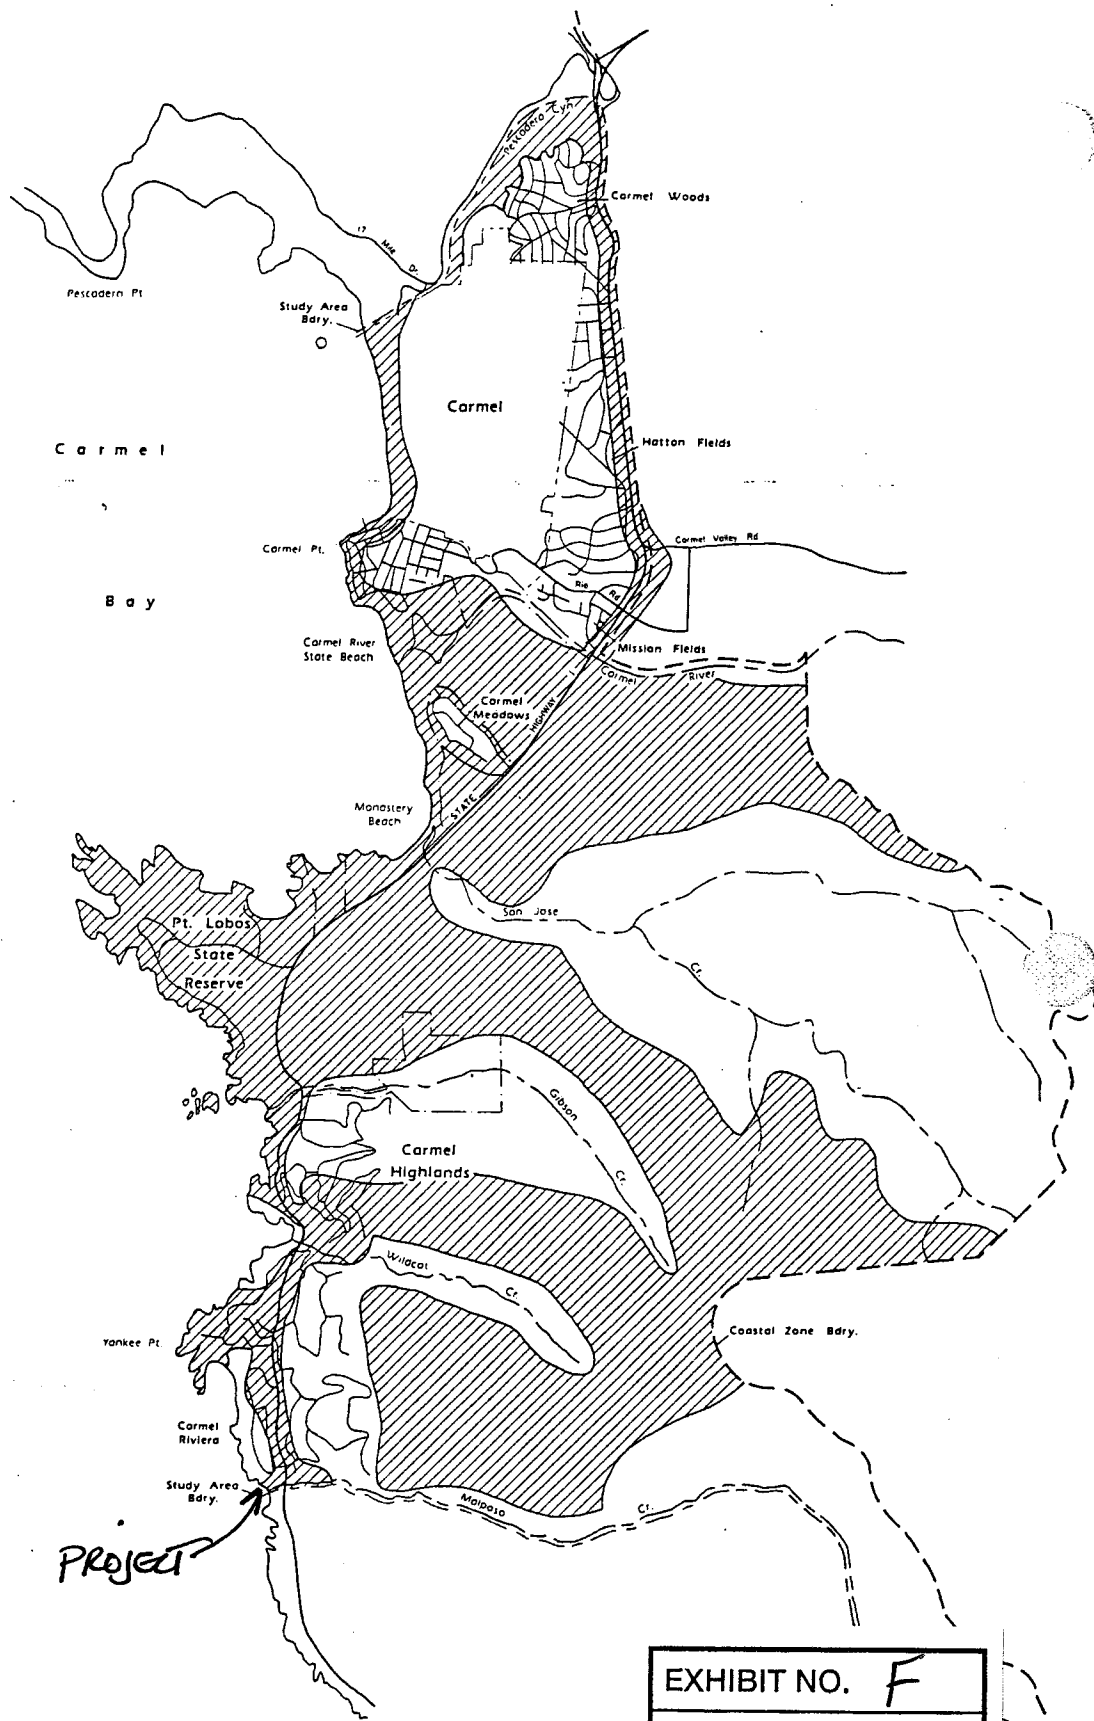 Pescadero Cyn
Carmel Woods
17 Mile Dr.
Pescadero Pt
Study Area
Bdry.
Carmel
Carmel
Hatton Fields
Carmel Pt.
Carmel Valley Rd
Bay
Rio Rd
Carmel River
State Beach
Mission Fields
Carmel River
Carmel
Meadows
STATE HIGHWAY
Monastery
Beach
San Jose Cr.
Pt. Lobos
State
Reserve
Gibson Cr.
Carmel
Highlands
Wildcat Cr.
Yankee Pt.
Coastal Zone Bdry.
Carmel
Riviera
Study Area
Bdry.
Malpaso Cr.
PROJECT
EXHIBIT NO. F